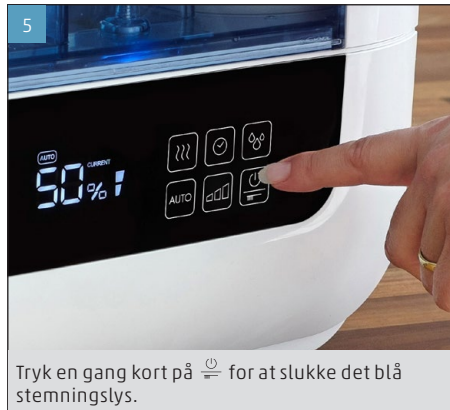 5
AUTO
CURRENT
50%
AUTO
Tryk en gang kort på for at slukke det blå
stemningslys.